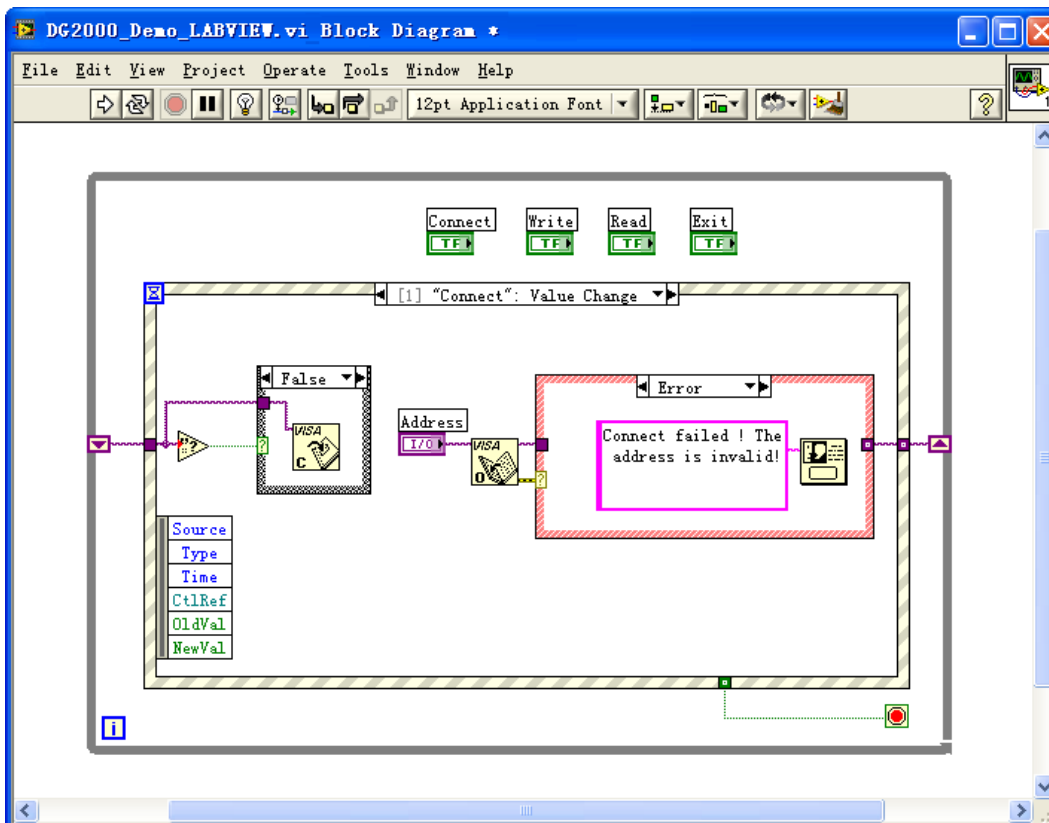 DG2000_Demo_LABVIEW.vi Block Diagram *
File Edit View Project Operate Tools Window Help
12pt Application Font
?
1
Connect Write Read Exit
TF TF TF TF
[1] "Connect": Value Change
False
Error
Address
I/O
VISA
C
VISA
O
"?
?
?
Connect failed ! The
address is invalid!
Source
Type
Time
CtlRef
OldVal
NewVal
i